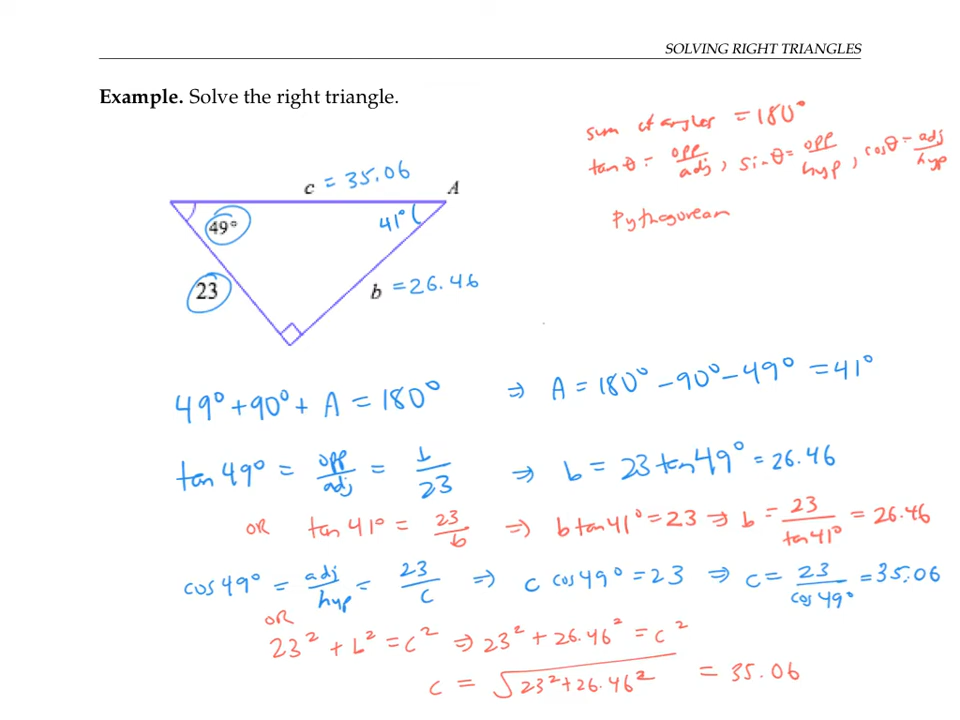 SOLVING RIGHT TRIANGLES
Example. Solve the right triangle.
sum of angles = 180°
tan θ = opp/adj, sin θ = opp/hyp, cos θ = adj/hyp
Pythagorean
c = 35.06
A
49°
41°
23
b = 26.46
49° + 90° + A = 180° ⇒ A = 180° − 90° − 49° = 41°
tan 49° = opp/adj = b/23 ⇒ b = 23 tan 49° = 26.46
OR tan 41° = 23/b ⇒ b tan 41° = 23 ⇒ b = 23/tan 41° = 26.46
cos 49° = adj/hyp = 23/c ⇒ c cos 49° = 23 ⇒ c = 23/cos 49° = 35.06
OR
23² + b² = c² ⇒ 23² + 26.46² = c²
c = √(23² + 26.46²) = 35.06